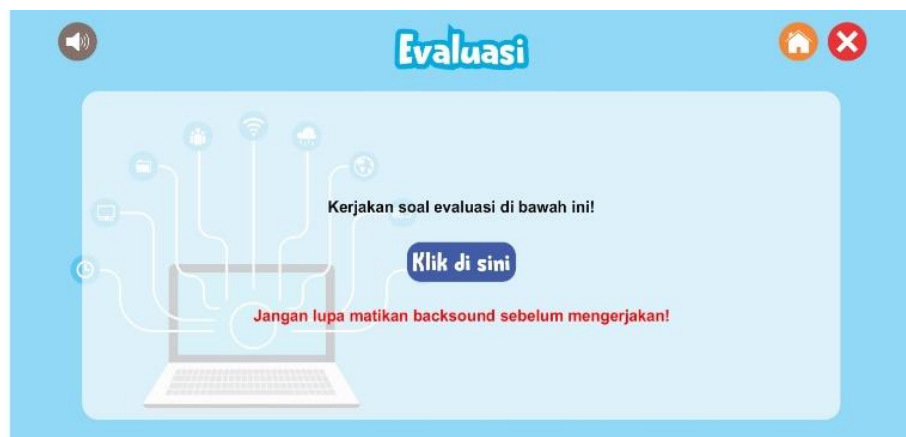 Evaluasi
Kerjakan soal evaluasi di bawah ini!
Klik di sini
Jangan lupa matikan backsound sebelum mengerjakan!